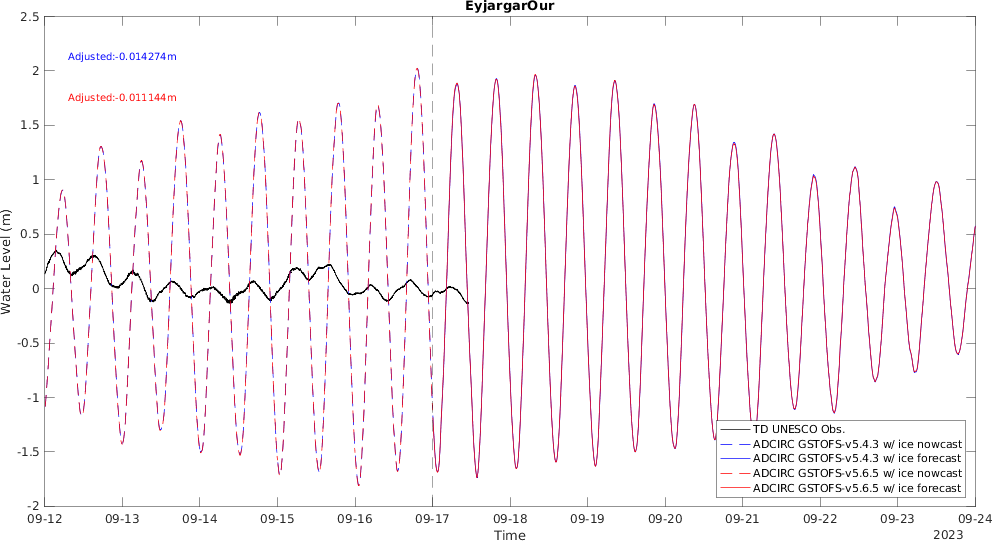 EyjargarOur
2.5
2
1.5
1
0.5
0
-0.5
-1
-1.5
-2
Water Level (m)
Adjusted:-0.014274m
Adjusted:-0.011144m
TD UNESCO Obs.
ADCIRC GSTOFS-v5.4.3 w/ ice nowcast
ADCIRC GSTOFS-v5.4.3 w/ ice forecast
ADCIRC GSTOFS-v5.6.5 w/ ice nowcast
ADCIRC GSTOFS-v5.6.5 w/ ice forecast
09-12 09-13 09-14 09-15 09-16 09-17 09-18 09-19 09-20 09-21 09-22 09-23 09-24
Time
2023